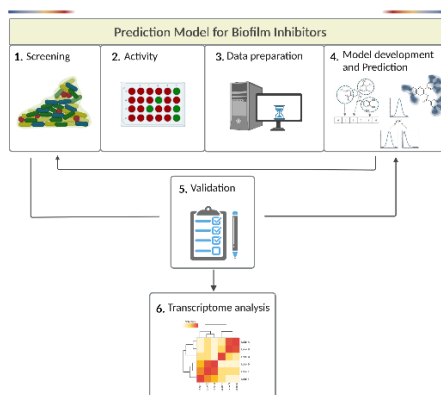 Prediction Model for Biofilm Inhibitors
1. Screening
2. Activity
3. Data preparation
4. Model development
and Prediction
5. Validation
6. Transcriptome analysis